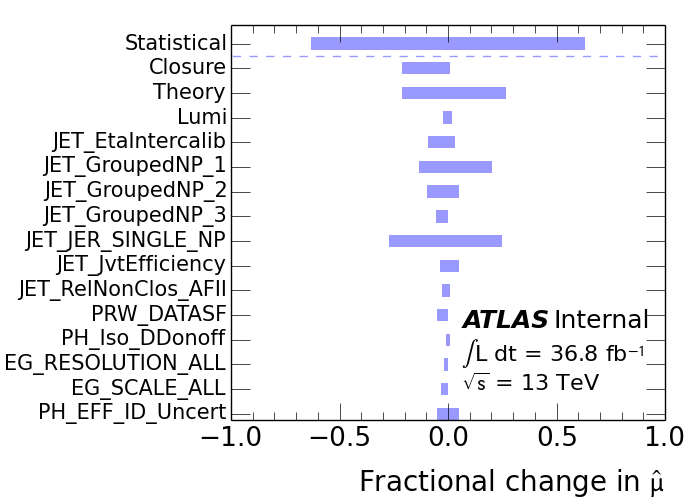 Statistical
Closure
Theory
Lumi
JET_EtaIntercalib
JET_GroupedNP_1
JET_GroupedNP_2
JET_GroupedNP_3
JET_JER_SINGLE_NP
JET_JvtEfficiency
JET_RelNonClos_AFII
PRW_DATASF
PH_Iso_DDonoff
EG_RESOLUTION_ALL
EG_SCALE_ALL
PH_EFF_ID_Uncert
ATLAS Internal
∫L dt = 36.8 fb⁻¹
√s = 13 TeV
−1.0 −0.5 0.0 0.5 1.0
Fractional change in μ̂